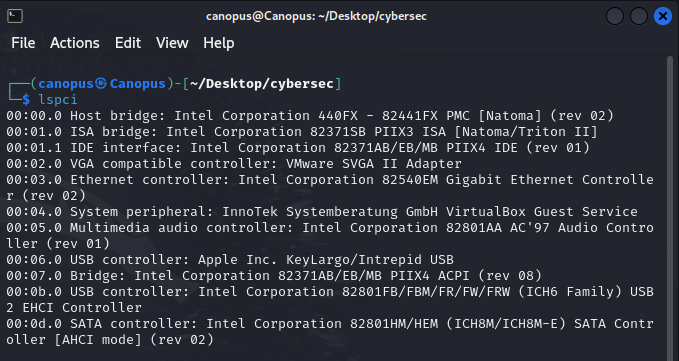 canopus@Canopus: ~/Desktop/cybersec
File Actions Edit View Help
┌──(canopus㉿Canopus)-[~/Desktop/cybersec]
└─$ lspci
00:00.0 Host bridge: Intel Corporation 440FX - 82441FX PMC [Natoma] (rev 02)
00:01.0 ISA bridge: Intel Corporation 82371SB PIIX3 ISA [Natoma/Triton II]
00:01.1 IDE interface: Intel Corporation 82371AB/EB/MB PIIX4 IDE (rev 01)
00:02.0 VGA compatible controller: VMware SVGA II Adapter
00:03.0 Ethernet controller: Intel Corporation 82540EM Gigabit Ethernet Controlle
r (rev 02)
00:04.0 System peripheral: InnoTek Systemberatung GmbH VirtualBox Guest Service
00:05.0 Multimedia audio controller: Intel Corporation 82801AA AC'97 Audio Contro
ller (rev 01)
00:06.0 USB controller: Apple Inc. KeyLargo/Intrepid USB
00:07.0 Bridge: Intel Corporation 82371AB/EB/MB PIIX4 ACPI (rev 08)
00:0b.0 USB controller: Intel Corporation 82801FB/FBM/FR/FW/FRW (ICH6 Family) USB
2 EHCI Controller
00:0d.0 SATA controller: Intel Corporation 82801HM/HEM (ICH8M/ICH8M-E) SATA Contr
oller [AHCI mode] (rev 02)